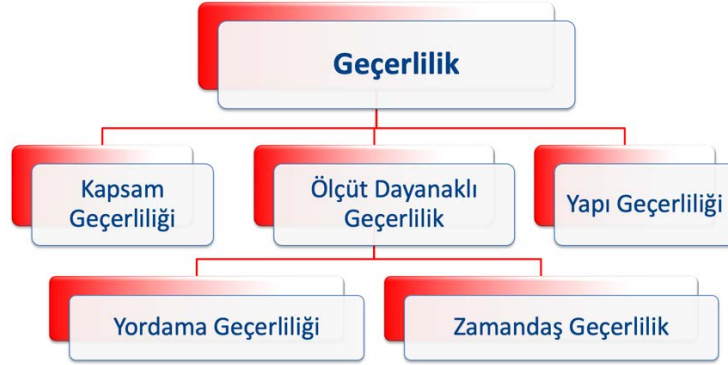 Geçerlilik
Kapsam
Geçerliliği
Ölçüt Dayanaklı
Geçerlilik
Yapı Geçerliliği
Yordama Geçerliliği
Zamandaş Geçerlilik